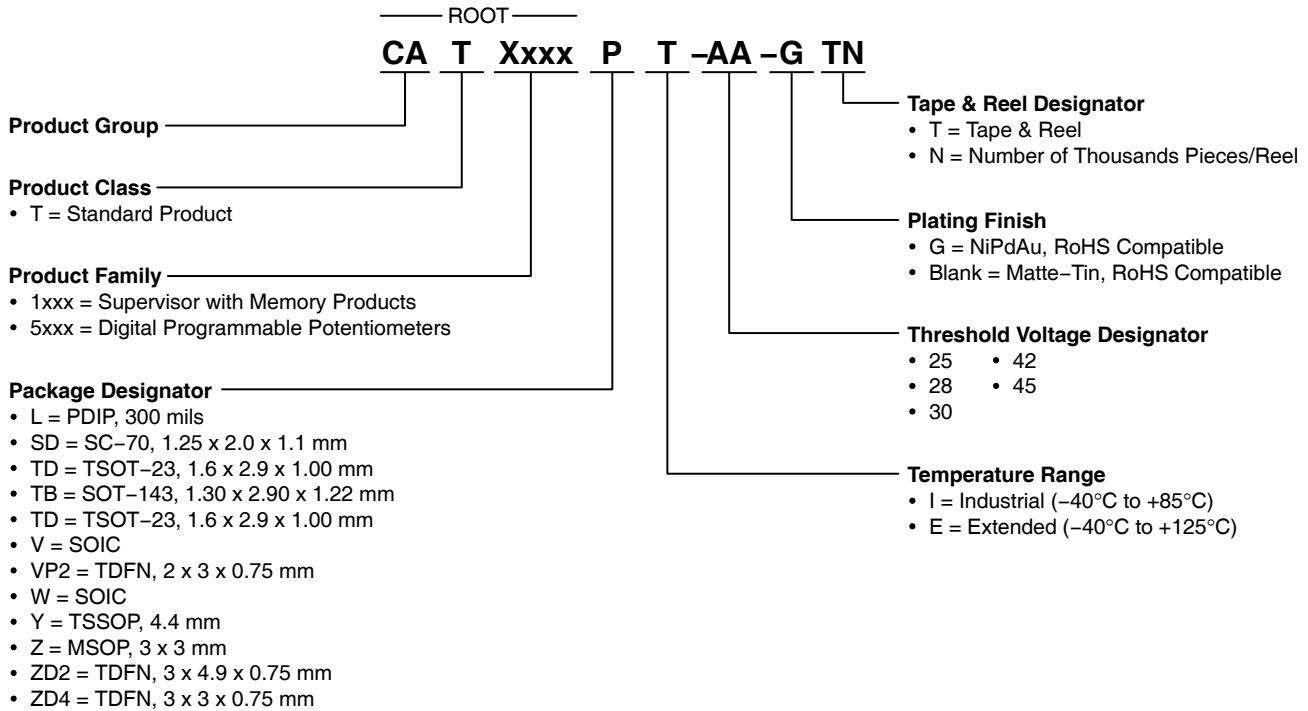 ROOT
CA T Xxxx P T –AA –G TN
Product Group
Product Class
• T = Standard Product
Product Family
• 1xxx = Supervisor with Memory Products
• 5xxx = Digital Programmable Potentiometers
Package Designator
• L = PDIP, 300 mils
• SD = SC−70, 1.25 x 2.0 x 1.1 mm
• TD = TSOT−23, 1.6 x 2.9 x 1.00 mm
• TB = SOT−143, 1.30 x 2.90 x 1.22 mm
• TD = TSOT−23, 1.6 x 2.9 x 1.00 mm
• V = SOIC
• VP2 = TDFN, 2 x 3 x 0.75 mm
• W = SOIC
• Y = TSSOP, 4.4 mm
• Z = MSOP, 3 x 3 mm
• ZD2 = TDFN, 3 x 4.9 x 0.75 mm
• ZD4 = TDFN, 3 x 3 x 0.75 mm
Tape & Reel Designator
• T = Tape & Reel
• N = Number of Thousands Pieces/Reel
Plating Finish
• G = NiPdAu, RoHS Compatible
• Blank = Matte−Tin, RoHS Compatible
Threshold Voltage Designator
• 25 • 42
• 28 • 45
• 30
Temperature Range
• I = Industrial (−40°C to +85°C)
• E = Extended (−40°C to +125°C)